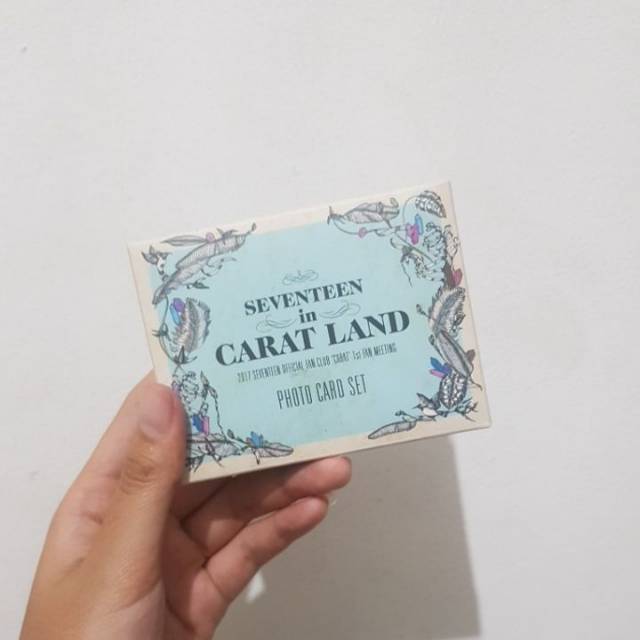 SEVENTEEN
in
CARAT LAND
2017 SEVENTEEN OFFICIAL FAN CLUB 'CARAT' 1st FAN MEETING
PHOTO CARD SET